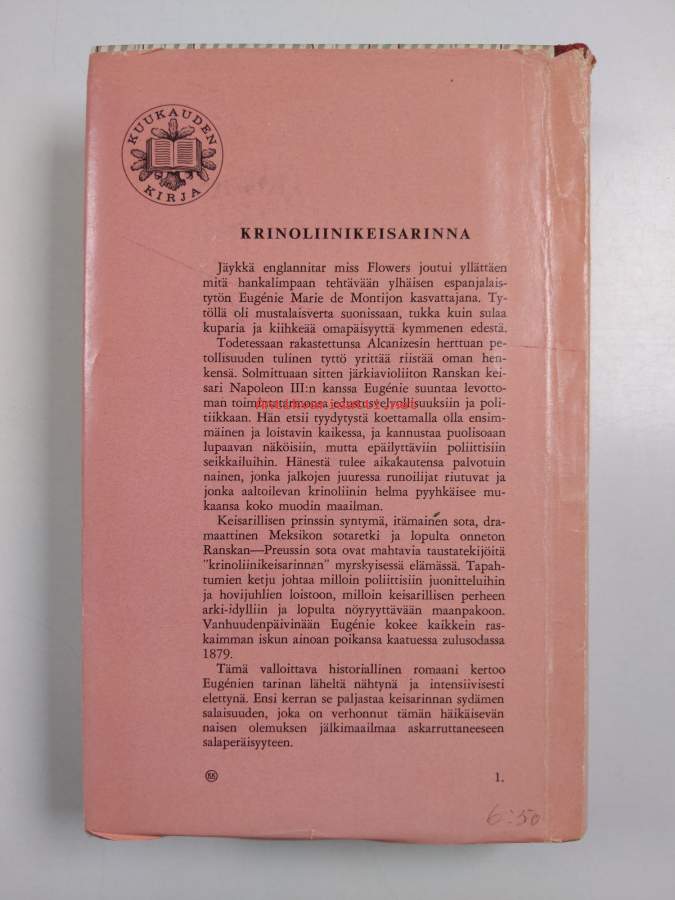 KUUKAUDEN
KIRJA
KRINOLIINIKEISARINNA
Jäykkä englannitar miss Flowers joutui yllättäen
mitä hankalimpaan tehtävään ylhäisen espanjalais-
tytön Eugénie Marie de Montijon kasvattajana. Ty-
töllä oli mustalaisverta suonissaan, tukka kuin sulaa
kuparia ja kiihkeää omapäisyyttä kymmenen edestä.
Todetessaan rakastettunsa Alcanizesin herttuan pe-
tollisuuden tulinen tyttö yrittää riistää oman hen-
kensä. Solmittuaan sitten järkiavioliiton Ranskan kei-
sari Napoleon III:n kanssa Eugénie suuntaa levotto-
man toimintatarmonsa edustusvelvollisuuksiin ja poli-
Antikvariaatti.net
tiikkaan. Hän etsii tyydytystä koettamalla olla ensim-
mäinen ja loistavin kaikessa, ja kannustaa puolisoaan
lupaavan näköisiin, mutta epäilyttäviin poliittisiin
seikkailuihin. Hänestä tulee aikakautensa palvotuin
nainen, jonka jalkojen juuressa runoilijat riutuvat ja
jonka aaltoilevan krinoliinin helma pyyhkäisee mu-
kaansa koko muodin maailman.
Keisarillisen prinssin syntymä, itämainen sota, dra-
maattinen Meksikon sotaretki ja lopulta onneton
Ranskan—Preussin sota ovat mahtavia taustatekijöitä
"krinoliinikeisarinnan" myrskyisessä elämässä. Tapah-
tumien ketju johtaa milloin poliittisiin juonitteluihin
ja hovijuhlien loistoon, milloin keisarillisen perheen
arki-idylliin ja lopulta nöyryyttävään maanpakoon.
Vanhuudenpäivinään Eugénie kokee kaikkein ras-
kaimman iskun ainoan poikansa kaatuessa zulusodassa
1879.
Tämä valloittava historiallinen romaani kertoo
Eugénien tarinan läheltä nähtynä ja intensiivisesti
elettynä. Ensi kerran se paljastaa keisarinnan sydämen
salaisuuden, joka on verhonnut tämän häikäisevän
naisen olemuksen jälkimaailmaa askarruttaneeseen
salaperäisyyteen.
1.
6:50